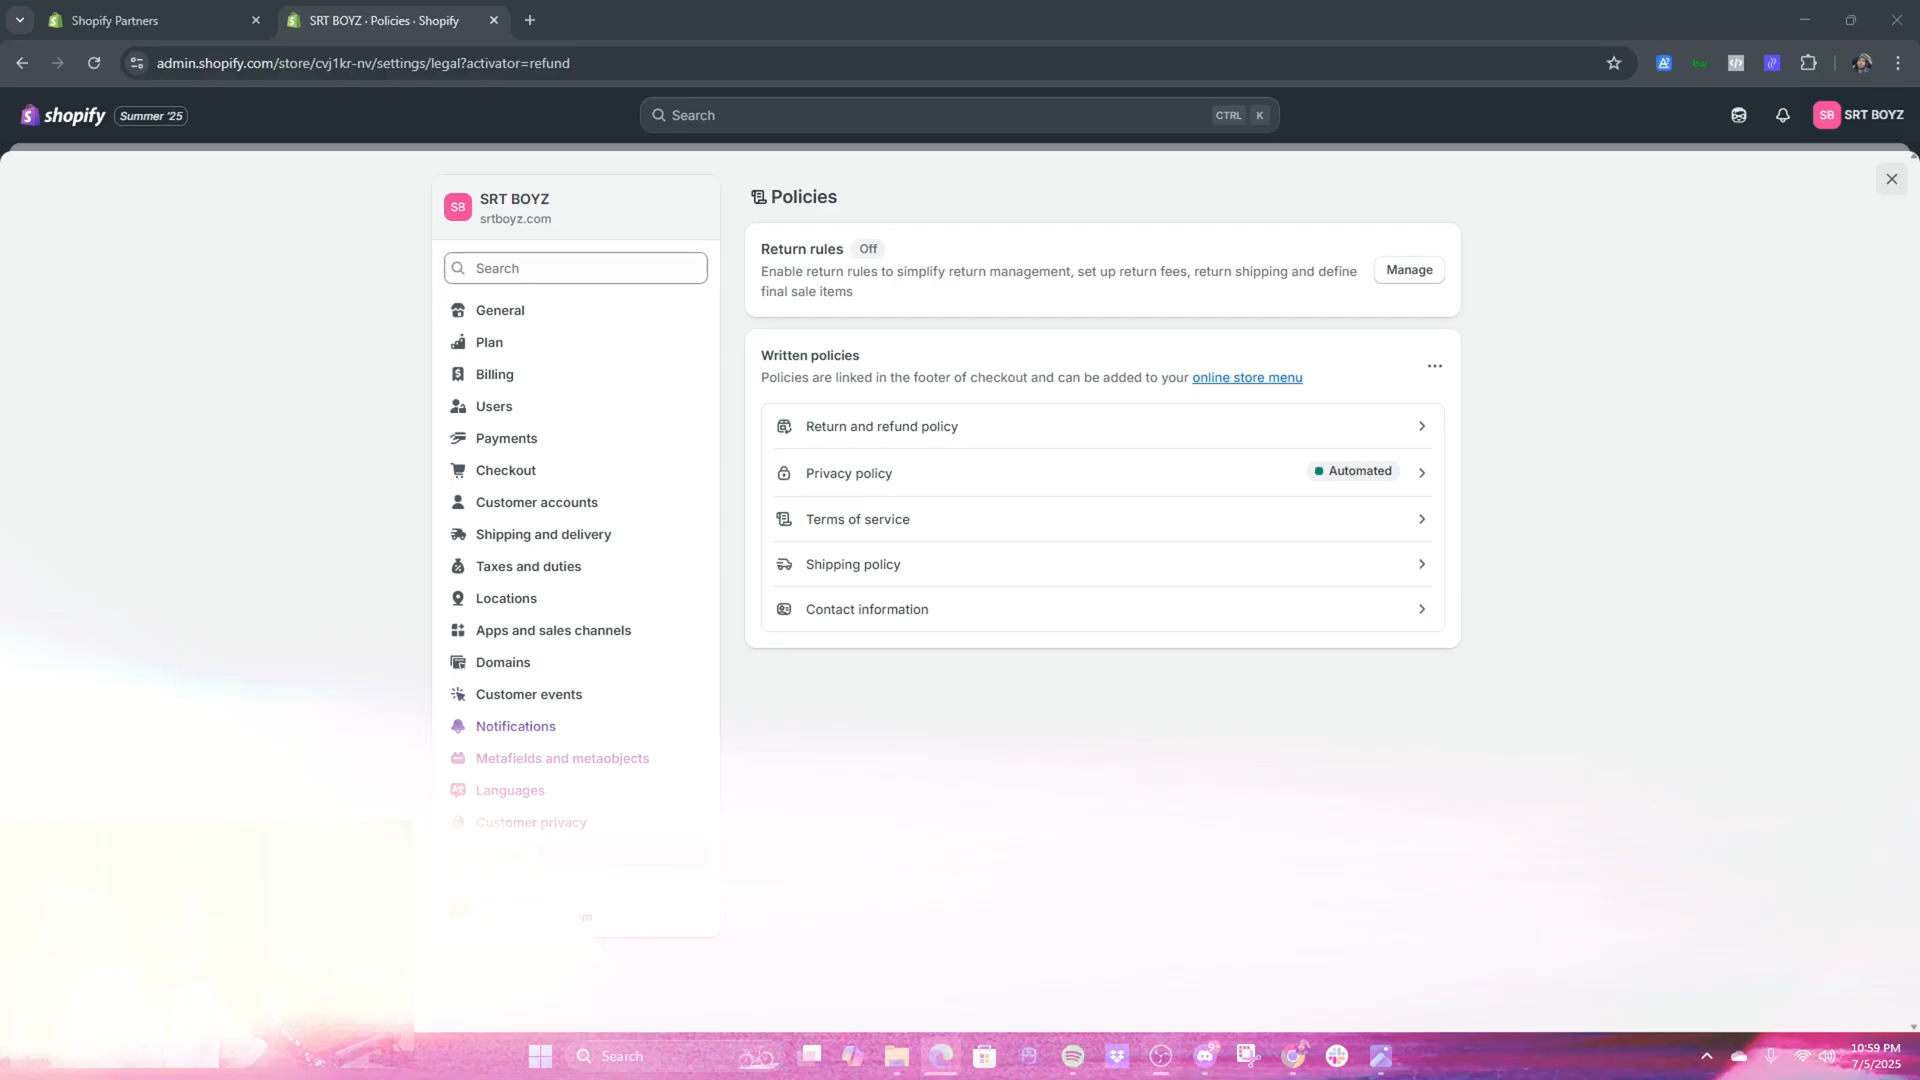 Shopify Partners
SRT BOYZ · Policies · Shopify
admin.shopify.com/store/cvj1kr-nv/settings/legal?activator=refund
shopify
Summer '25
Search
CTRL K
SB
SRT BOYZ
SB
SRT BOYZ
srtboyz.com
Search
General
Plan
Billing
Users
Payments
Checkout
Customer accounts
Shipping and delivery
Taxes and duties
Locations
Apps and sales channels
Domains
Customer events
Notifications
Metafields and metaobjects
Languages
Customer privacy
Policies
Return rules
Off
Enable return rules to simplify return management, set up return fees, return shipping and define
final sale items
Manage
Written policies
Policies are linked in the footer of checkout and can be added to your online store menu
Return and refund policy
Privacy policy
Automated
Terms of service
Shipping policy
Contact information
Search
9+
10:59 PM
7/5/2025